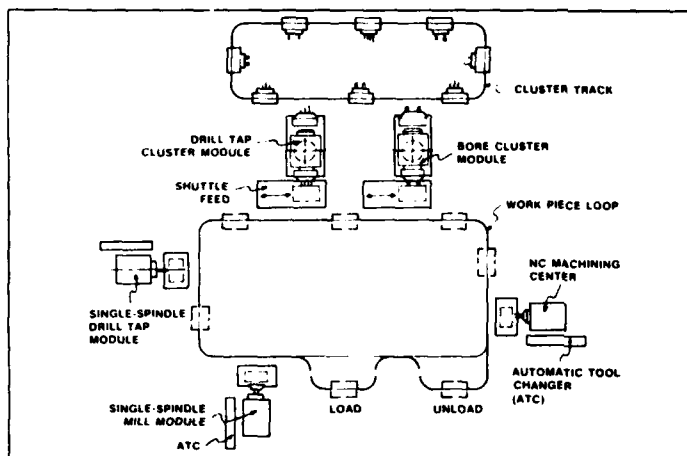 CLUSTER TRACK
DRILL TAP
CLUSTER MODULE
BORE CLUSTER
MODULE
SHUTTLE
FEED
WORK PIECE LOOP
NC MACHINING
CENTER
SINGLE-SPINDLE
DRILL TAP
MODULE
AUTOMATIC TOOL
CHANGER
(ATC)
SINGLE-SPINDLE
MILL MODULE
ATC
LOAD
UNLOAD